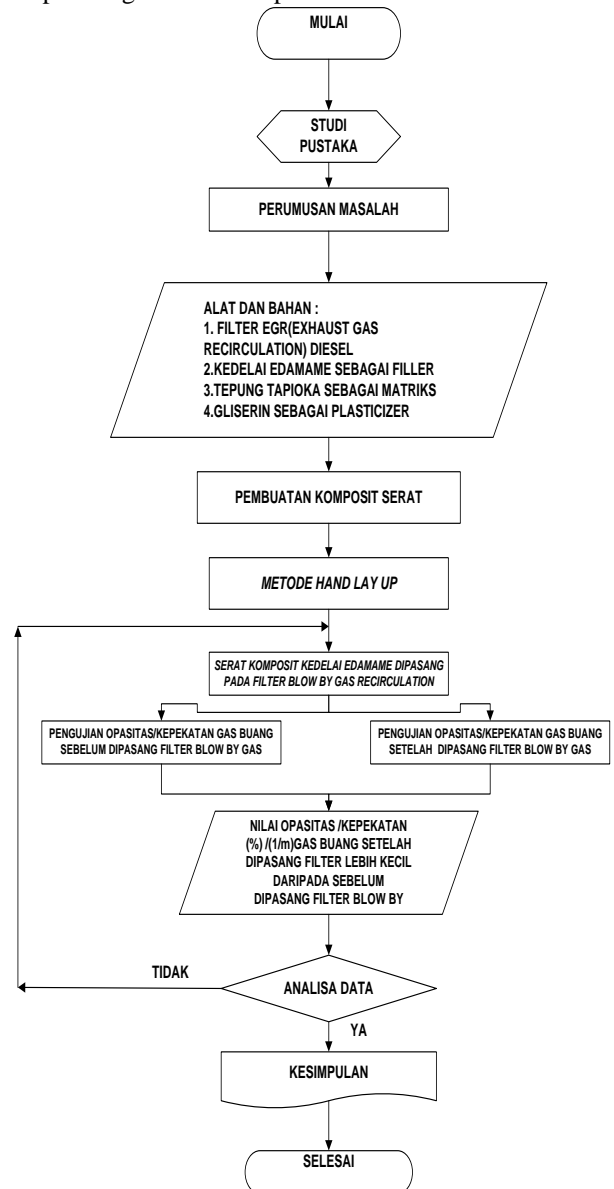 MULAI
STUDI
PUSTAKA
PERUMUSAN MASALAH
ALAT DAN BAHAN :
1. FILTER EGR(EXHAUST GAS
RECIRCULATION) DIESEL
2.KEDELAI EDAMAME SEBAGAI FILLER
3.TEPUNG TAPIOKA SEBAGAI MATRIKS
4.GLISERIN SEBAGAI PLASTICIZER
PEMBUATAN KOMPOSIT SERAT
METODE HAND LAY UP
SERAT KOMPOSIT KEDELAI EDAMAME DIPASANG
PADA FILTER BLOW BY GAS RECIRCULATION
PENGUJIAN OPASITAS/KEPEKATAN GAS BUANG
SEBELUM DIPASANG FILTER BLOW BY GAS
PENGUJIAN OPASITAS/KEPEKATAN GAS BUANG
SETELAH DIPASANG FILTER BLOW BY GAS
NILAI OPASITAS /KEPEKATAN
(%) /(1/m)GAS BUANG SETELAH
DIPASANG FILTER LEBIH KECIL
DARIPADA SEBELUM
DIPASANG FILTER BLOW BY
TIDAK
ANALISA DATA
YA
KESIMPULAN
SELESAI